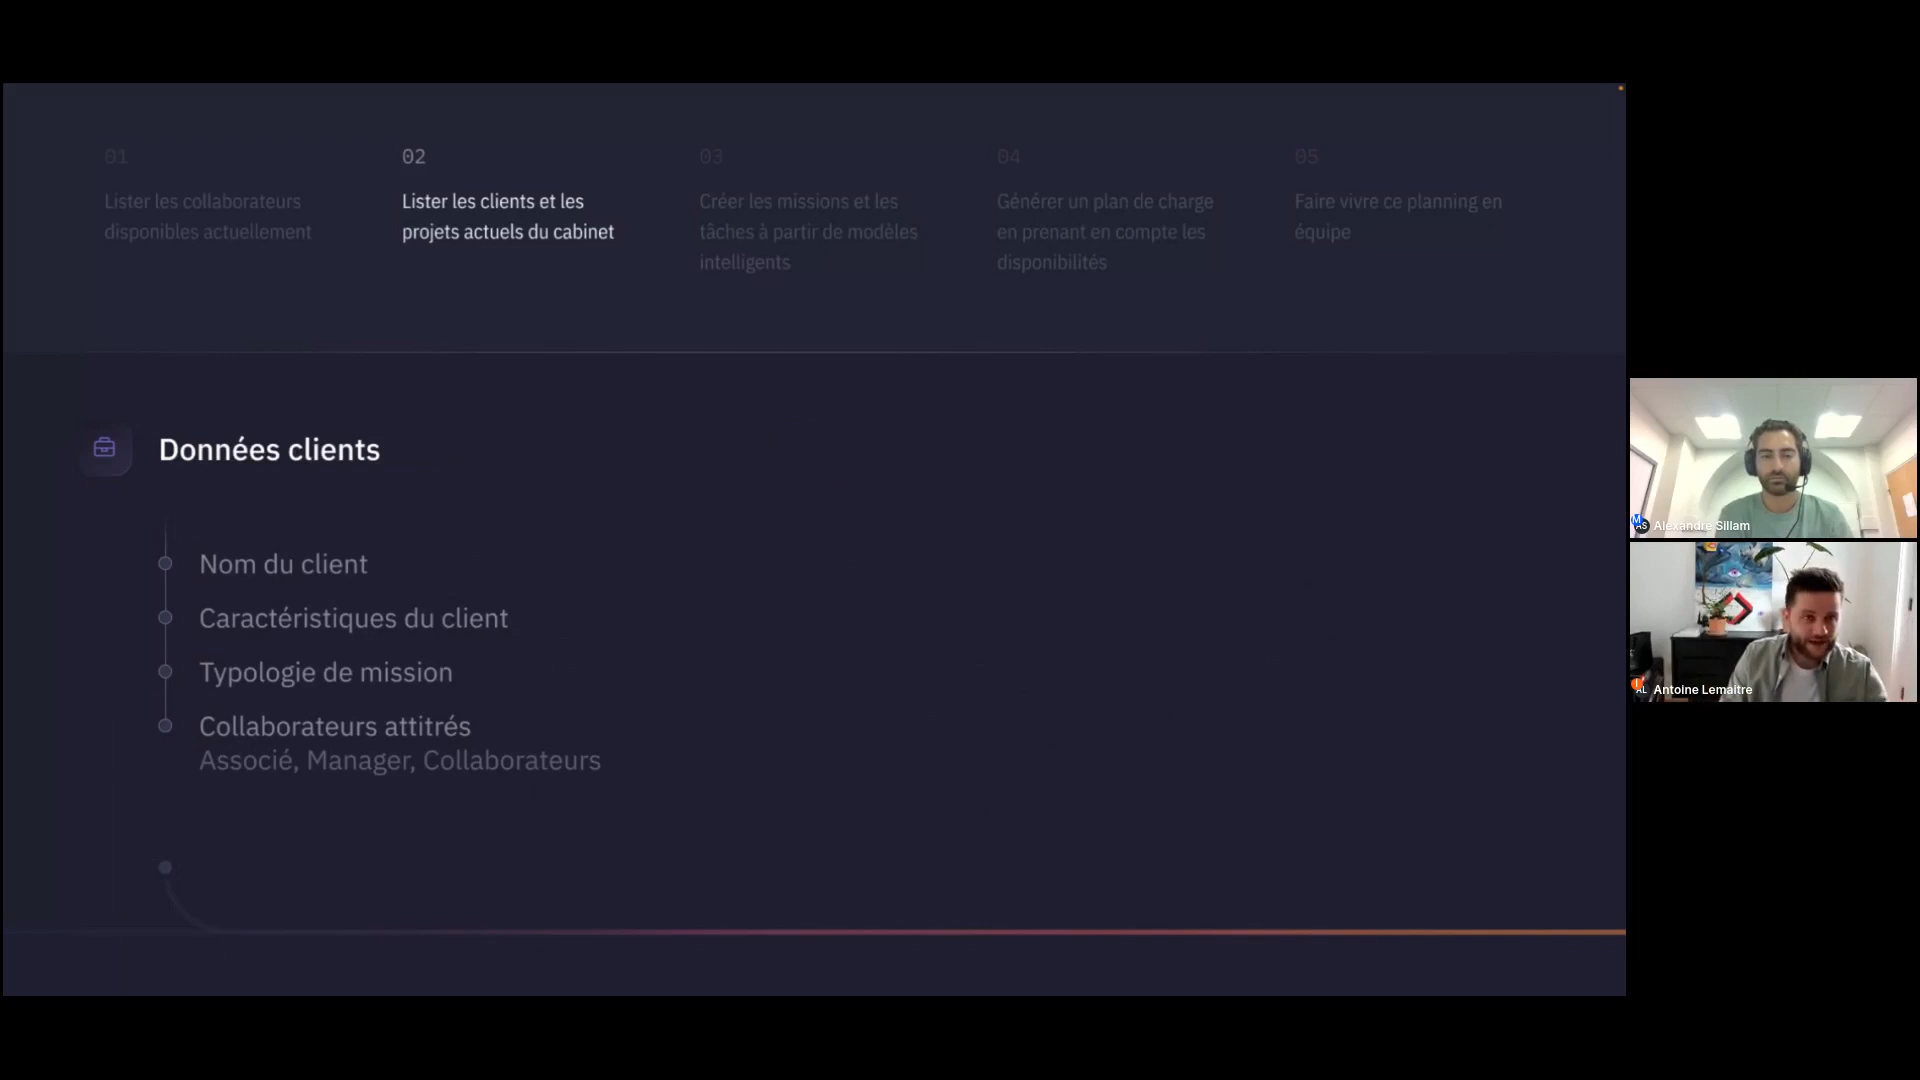 01
Lister les collaborateurs
disponibles actuellement
02
Lister les clients et les
projets actuels du cabinet
03
Créer les missions et les
tâches à partir de modèles
intelligents
04
Générer un plan de charge
en prenant en compte les
disponibilités
05
Faire vivre ce planning en
équipe
Données clients
Nom du client
Caractéristiques du client
Typologie de mission
Collaborateurs attitrés
Associé, Manager, Collaborateurs
M
AS
Alexandre Sillam
AL
Antoine Lemaitre